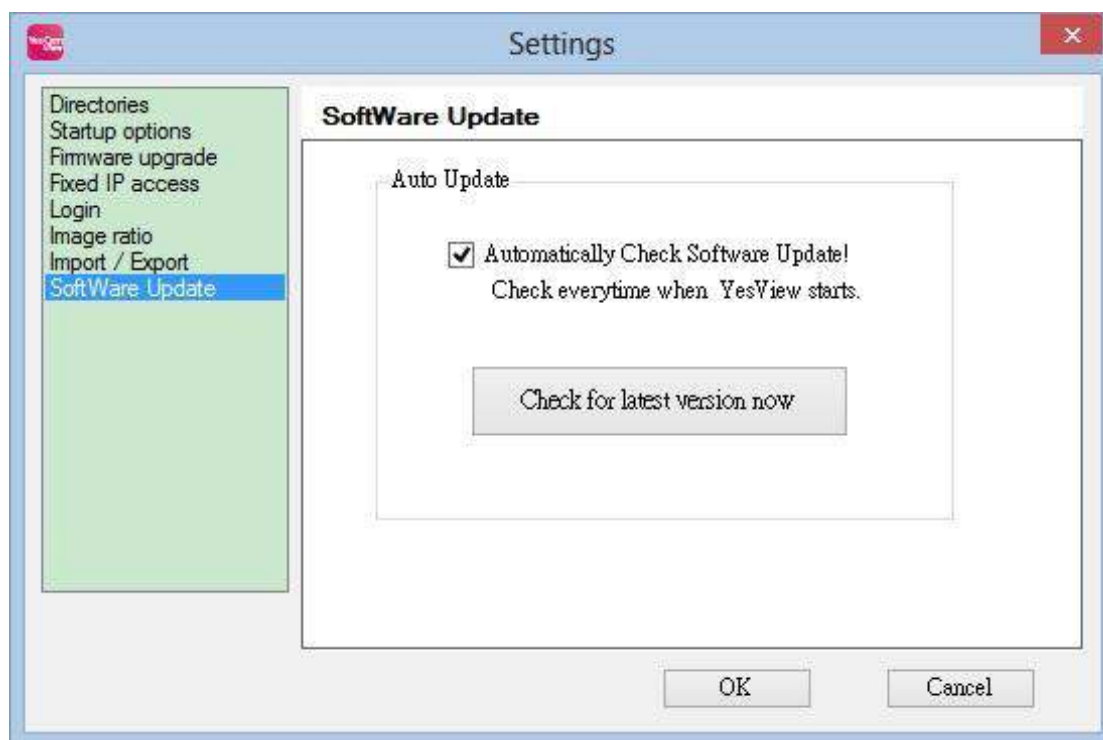 Settings
Directories
Startup options
Firmware upgrade
Fixed IP access
Login
Image ratio
Import / Export
SoftWare Update
SoftWare Update
Auto Update
Automatically Check Software Update!
Check everytime when YesView starts.
Check for latest version now
OK
Cancel